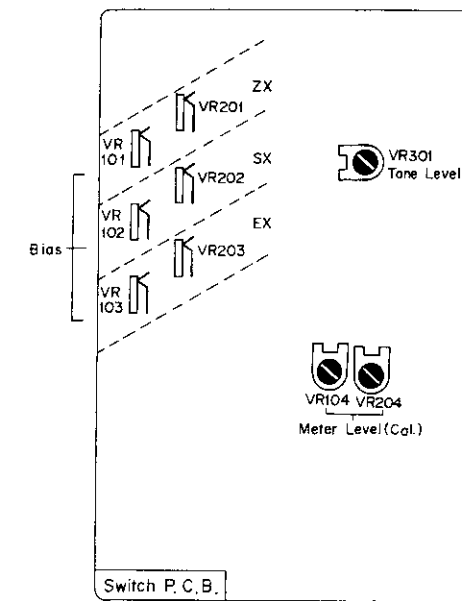 ZX
VR201
VR
101
SX
VR202
VR301
Tone Level
VR
102
EX
Bias
VR203
VR
103
VR104 VR204
Meter Level (Cal.)
Switch P. C. B.